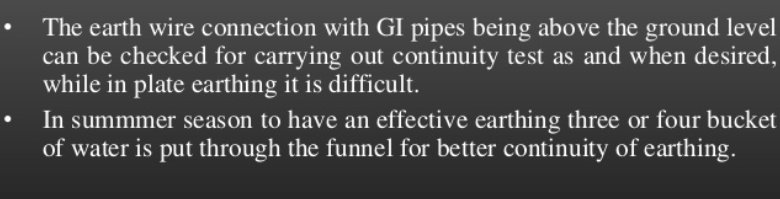 • The earth wire connection with GI pipes being above the ground level
can be checked for carrying out continuity test as and when desired,
while in plate earthing it is difficult.
• In summmer season to have an effective earthing three or four bucket
of water is put through the funnel for better continuity of earthing.